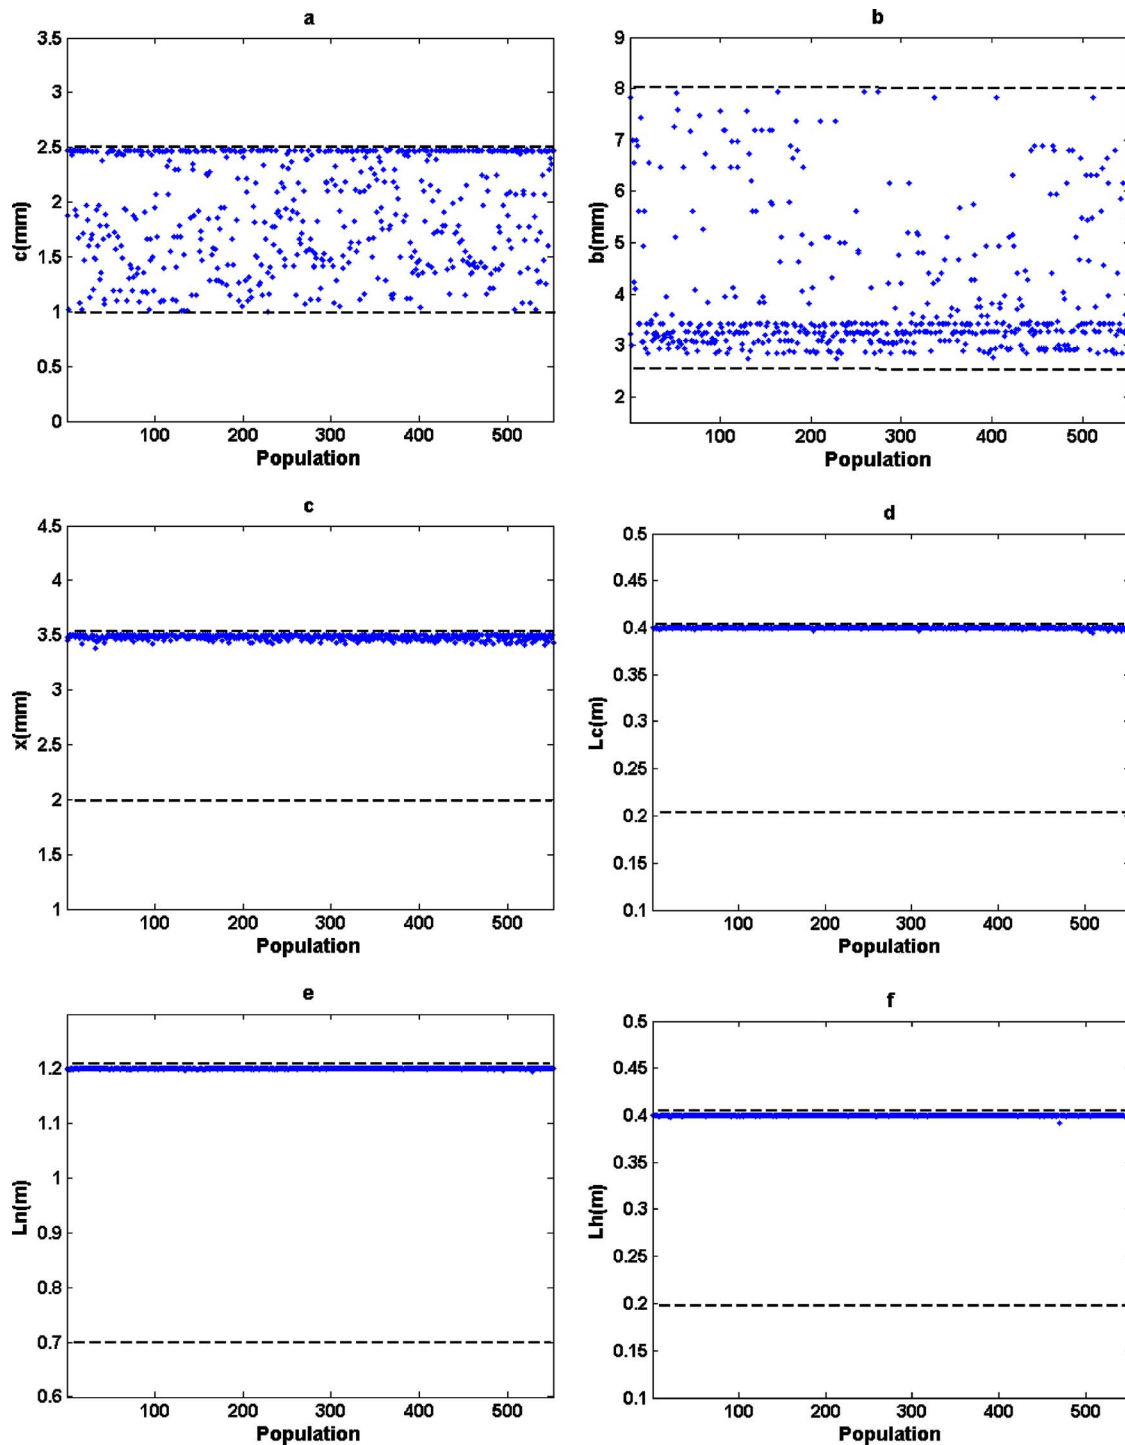 a
3.5
3
2.5
2
1.5
1
0.5
0
c(mm)
100 200 300 400 500
Population
b
9
8
7
6
5
4
3
2
b(mm)
100 200 300 400 500
Population
c
4.5
4
3.5
3
2.5
2
1.5
1
x(mm)
100 200 300 400 500
Population
d
0.5
0.45
0.4
0.35
0.3
0.25
0.2
0.15
0.1
Lc(m)
100 200 300 400 500
Population
e
1.2
1.1
1
0.9
0.8
0.7
0.6
Ln(m)
100 200 300 400 500
Population
f
0.5
0.45
0.4
0.35
0.3
0.25
0.2
0.15
0.1
Lh(m)
100 200 300 400 500
Population